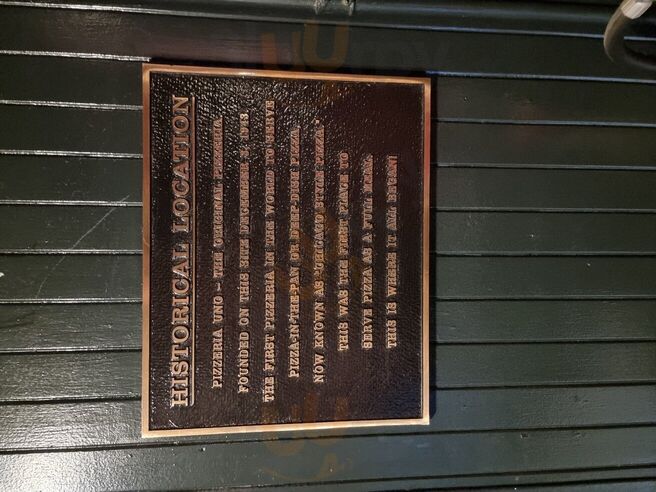 HISTORICAL LOCATION
PIZZERIA UNO – THE ORIGINAL PIZZERIA
FOUNDED ON THIS SITE DECEMBER 3, 1943.
THE FIRST PIZZERIA IN THE WORLD TO SERVE
PIZZA-IN-THE-PAN OR DEEP-DISH PIZZA,
NOW KNOWN AS "CHICAGO STYLE PIZZA."
THIS WAS THE FIRST PLACE TO
SERVE PIZZA AS A FULL MEAL.
THIS IS WHERE IT ALL BEGAN!